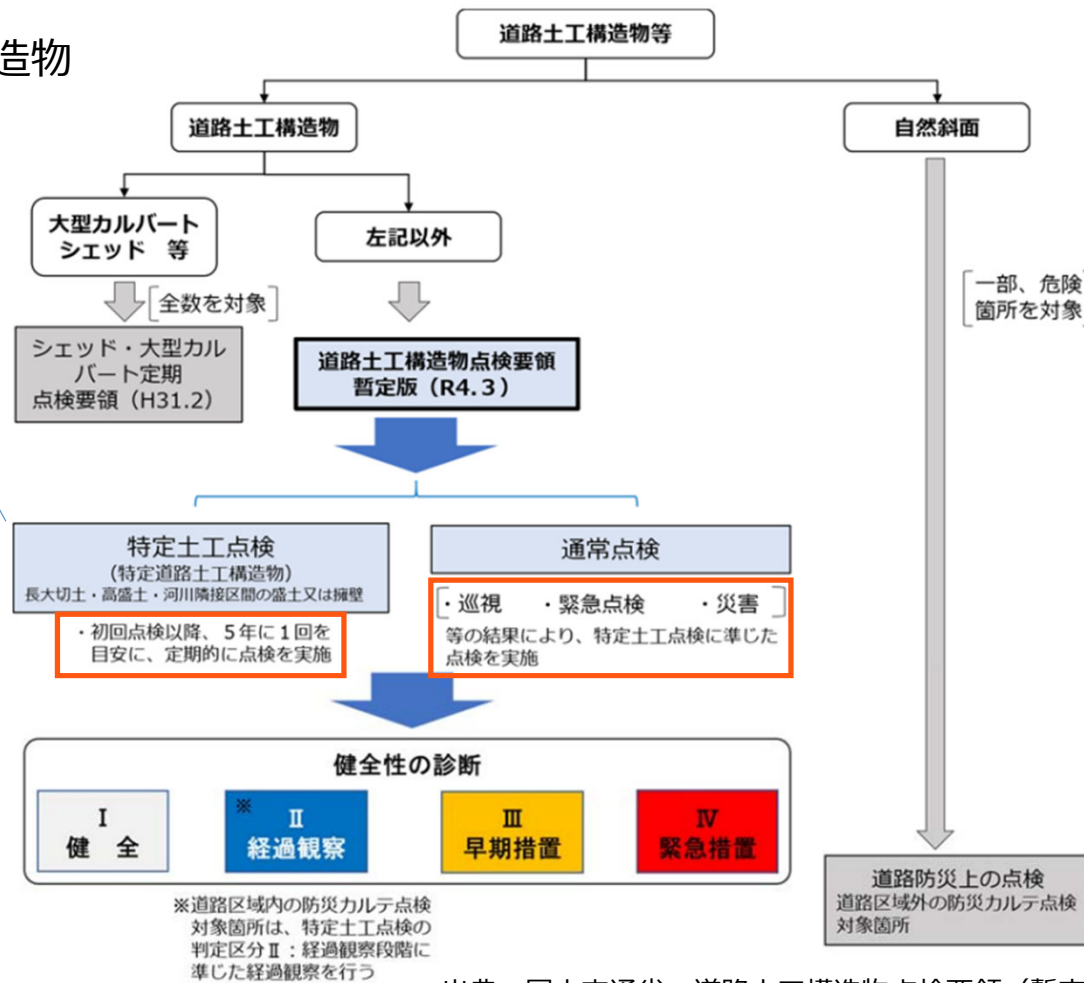 造物
道路土工構造物等
道路土工構造物
自然斜面
大型カルバート
シェッド 等
左記以外
全数を対象
一部、危険
箇所を対象
シェッド・大型カル
バート定期
点検要領（H31.2）
道路土工構造物点検要領
暫定版（R4.3）
特定土工点検
（特定道路土工構造物）
長大切土・高盛土・河川隣接区間の盛土又は擁壁
・初回点検以降、５年に１回を
目安に、定期的に点検を実施
通常点検
・巡視 ・緊急点検 ・災害
等の結果により、特定土工点検に準じた
点検を実施
健全性の診断
Ⅰ
健 全
※
Ⅱ
経過観察
Ⅲ
早期措置
Ⅳ
緊急措置
※道路区域内の防災カルテ点検
対象箇所は、特定土工点検の
判定区分Ⅱ：経過観察段階に
準じた経過観察を行う
道路防災上の点検
道路区域外の防災カルテ点検
対象箇所